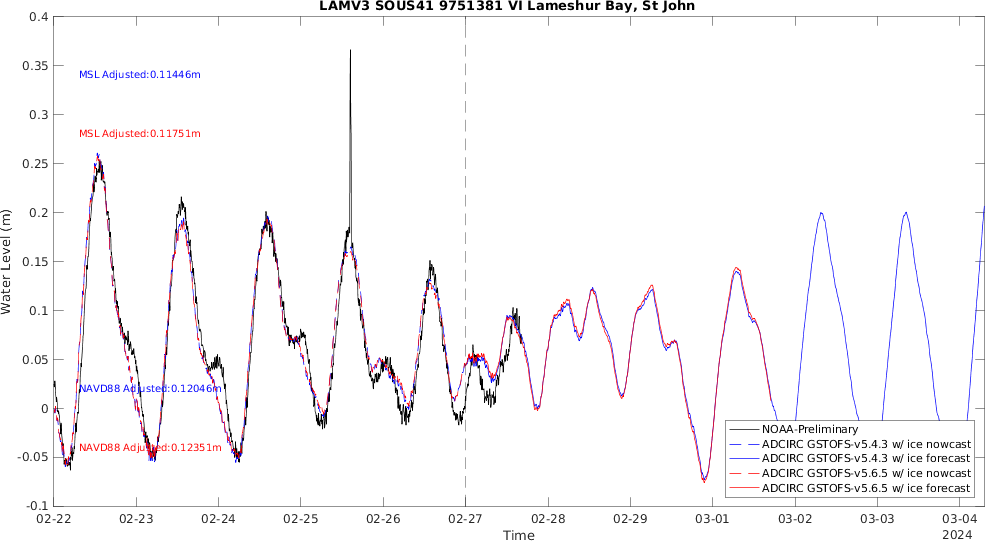 LAMV3 SOUS41 9751381 VI Lameshur Bay, St John
0.4
0.35
0.3
0.25
0.2
0.15
0.1
0.05
0
-0.05
-0.1
Water Level (m)
MSL Adjusted:0.11446m
MSL Adjusted:0.11751m
NAVD88 Adjusted:0.12046m
NAVD88 Adjusted:0.12351m
NOAA-Preliminary
ADCIRC GSTOFS-v5.4.3 w/ ice nowcast
ADCIRC GSTOFS-v5.4.3 w/ ice forecast
ADCIRC GSTOFS-v5.6.5 w/ ice nowcast
ADCIRC GSTOFS-v5.6.5 w/ ice forecast
02-22 02-23 02-24 02-25 02-26 02-27 02-28 02-29 03-01 03-02 03-03 03-04
Time
2024